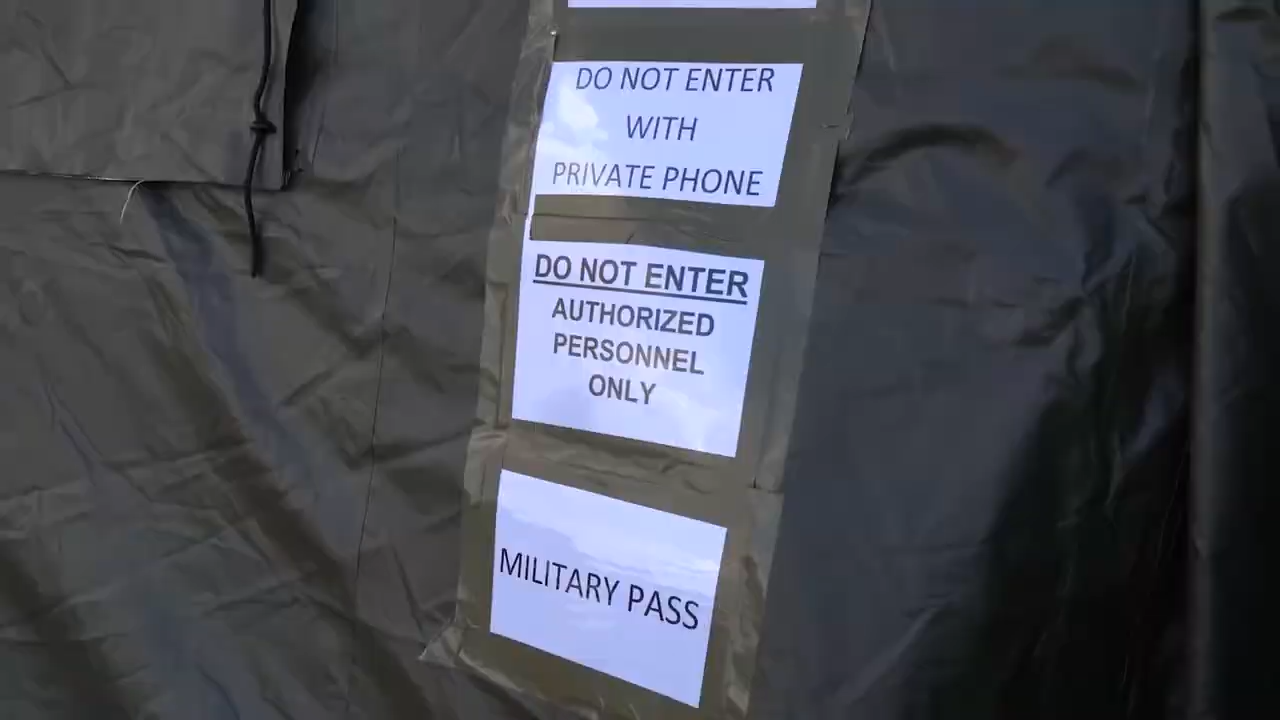 DO NOT ENTER
WITH
PRIVATE PHONE
DO NOT ENTER
AUTHORIZED
PERSONNEL
ONLY
MILITARY PASS